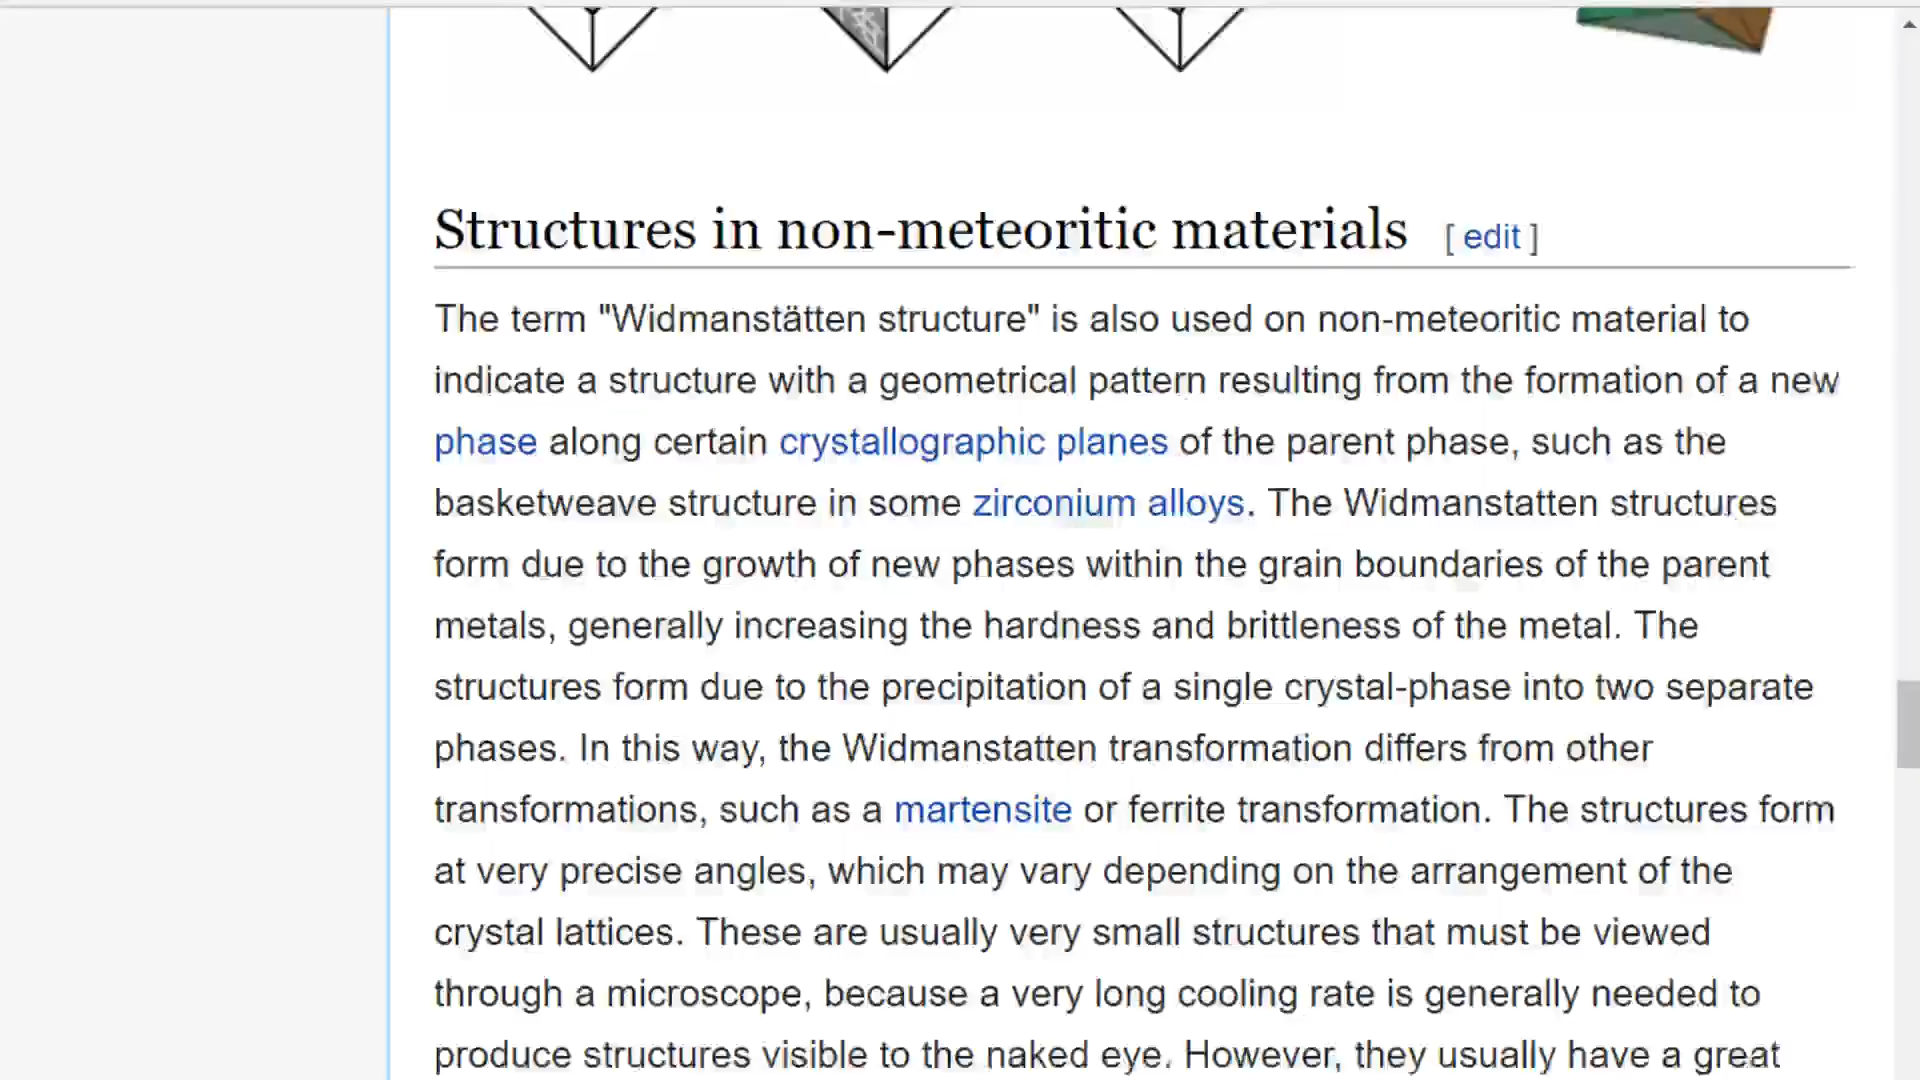 Structures in non-meteoritic materials [ edit ]
The term "Widmanstätten structure" is also used on non-meteoritic material to
indicate a structure with a geometrical pattern resulting from the formation of a new
phase along certain crystallographic planes of the parent phase, such as the
basketweave structure in some zirconium alloys. The Widmanstatten structures
form due to the growth of new phases within the grain boundaries of the parent
metals, generally increasing the hardness and brittleness of the metal. The
structures form due to the precipitation of a single crystal-phase into two separate
phases. In this way, the Widmanstatten transformation differs from other
transformations, such as a martensite or ferrite transformation. The structures form
at very precise angles, which may vary depending on the arrangement of the
crystal lattices. These are usually very small structures that must be viewed
through a microscope, because a very long cooling rate is generally needed to
produce structures visible to the naked eye. However, they usually have a great